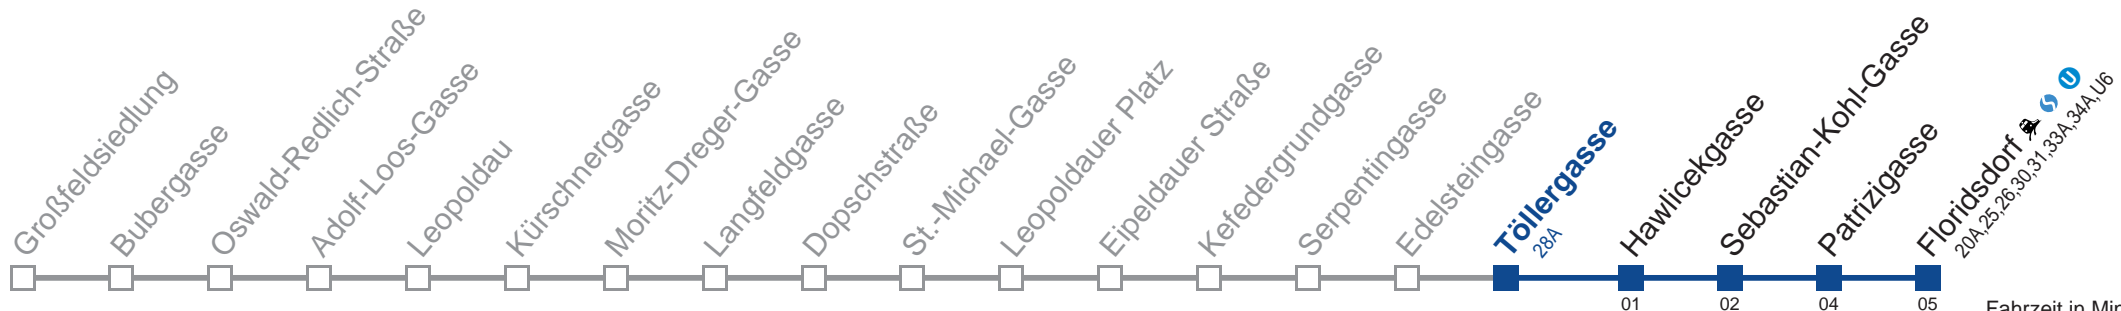 Großfeldsiedlung
Bubergasse
Oswald-Redlich-Straße
Adolf-Loos-Gasse
Leopoldau
Kürschnergasse
Moritz-Dreger-Gasse
Langfeldgasse
Dopschstraße
St.-Michael-Gasse
Leopoldauer Platz
Eipeldauer Straße
Kefedergrundgasse
Serpentingasse
Edelsteingasse
Töllergasse
28A
Hawlicekgasse
Sebastian-Kohl-Gasse
Patrizigasse
Floridsdorf U
20A,25,26,30,31,33A,34A,U6
01 02 04 05
Fahrzeit in